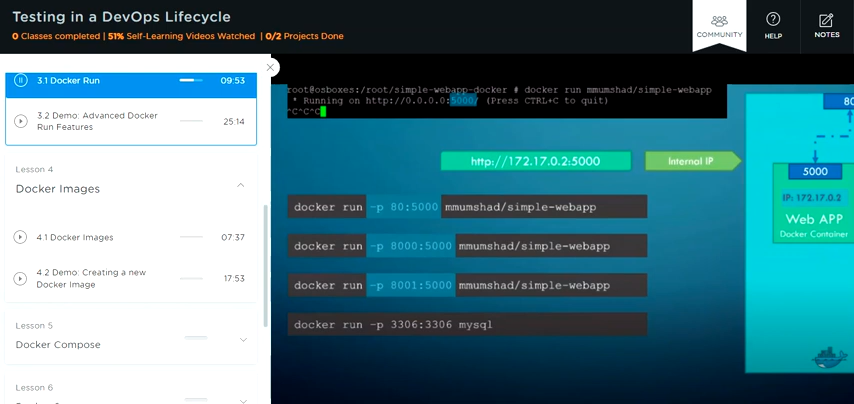 Testing in a DevOps Lifecycle
0 Classes completed | 51% Self-Learning Videos Watched | 0/2 Projects Done
COMMUNITY
HELP
NOTES
3.1 Docker Run
09:53
3.2 Demo: Advanced Docker
Run Features
25:14
Lesson 4
Docker Images
4.1 Docker Images
07:37
4.2 Demo: Creating a new
Docker Image
17:53
Lesson 5
Docker Compose
Lesson 6
root@osboxes:/root/simple-webapp-docker # docker run mmumshad/simple-webapp
* Running on http://0.0.0.0:5000/ (Press CTRL+C to quit)
^C^C^C
http://172.17.0.2:5000
Internal IP
docker run -p 80:5000 mmumshad/simple-webapp
docker run -p 8000:5000 mmumshad/simple-webapp
docker run -p 8001:5000 mmumshad/simple-webapp
docker run -p 3306:3306 mysql
80
5000
IP: 172.17.0.2
Web APP
Docker Container